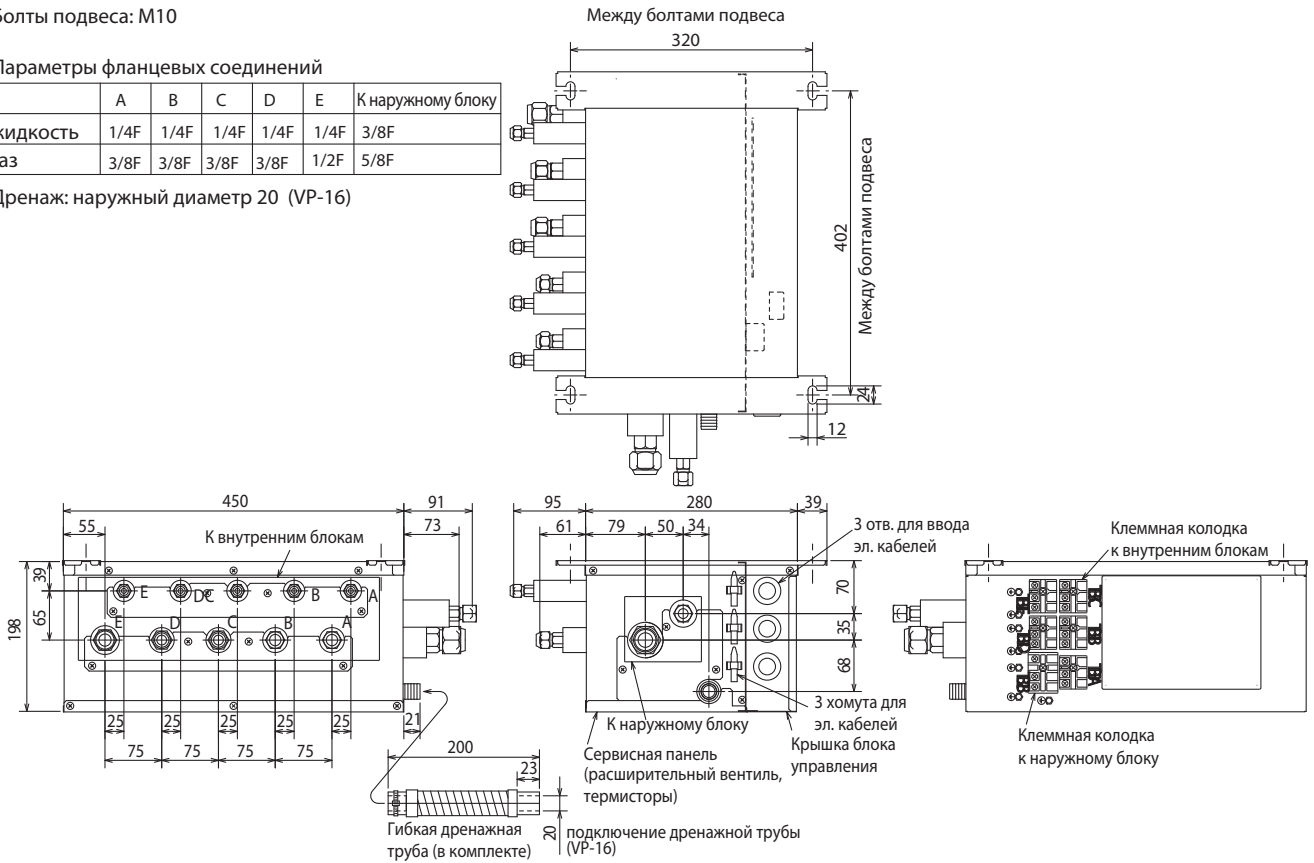 Болты подвеса: М10
Параметры фланцевых соединений
A B C D E К наружному блоку
жидкость 1/4F 1/4F 1/4F 1/4F 1/4F 3/8F
газ 3/8F 3/8F 3/8F 3/8F 1/2F 5/8F
Дренаж: наружный диаметр 20 (VP-16)
Между болтами подвеса
320
402
Между болтами подвеса
24
12
450
91
55
73
К внутренним блокам
39
65
198
E D C B A
E D C B A
25 25 25 25 25 21
75 75 75 75
200
23
20
Гибкая дренажная
труба (в комплекте)
подключение дренажной трубы
(VP-16)
95 280 39
61 79 50 34
3 отв. для ввода
эл. кабелей
70
35
68
К наружному блоку
3 хомута для
эл. кабелей
Сервисная панель
(расширительный вентиль,
термисторы)
Крышка блока
управления
Клеммная колодка
к внутренним блокам
Клеммная колодка
к наружному блоку